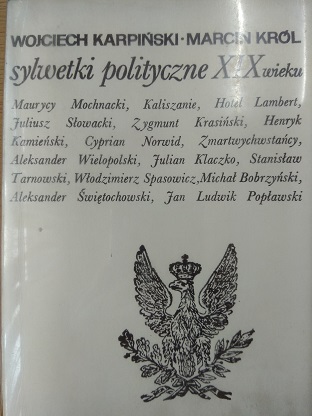 WOJCIECH KARPIŃSKI · MARCIN KRÓL
sylwetki polityczne XIX wieku
Maurycy Mochnacki, Kaliszanie, Hotel Lambert,
Juliusz Słowacki, Zygmunt Krasiński, Henryk
Kamieński, Cyprian Norwid, Zmartwychwstańcy,
Aleksander Wielopolski, Julian Klaczko, Stanisław
Tarnowski, Włodzimierz Spasowicz, Michał Bobrzyński,
Aleksander Świętochowski, Jan Ludwik Popławski